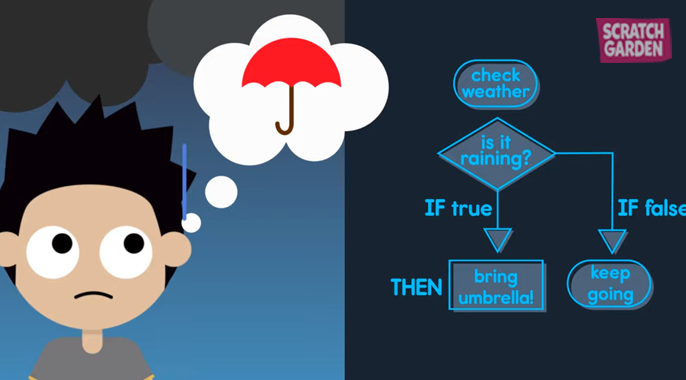 SCRATCH
GARDEN
check
weather
is it
raining?
IF true
IF false
THEN
bring
umbrella!
keep
going